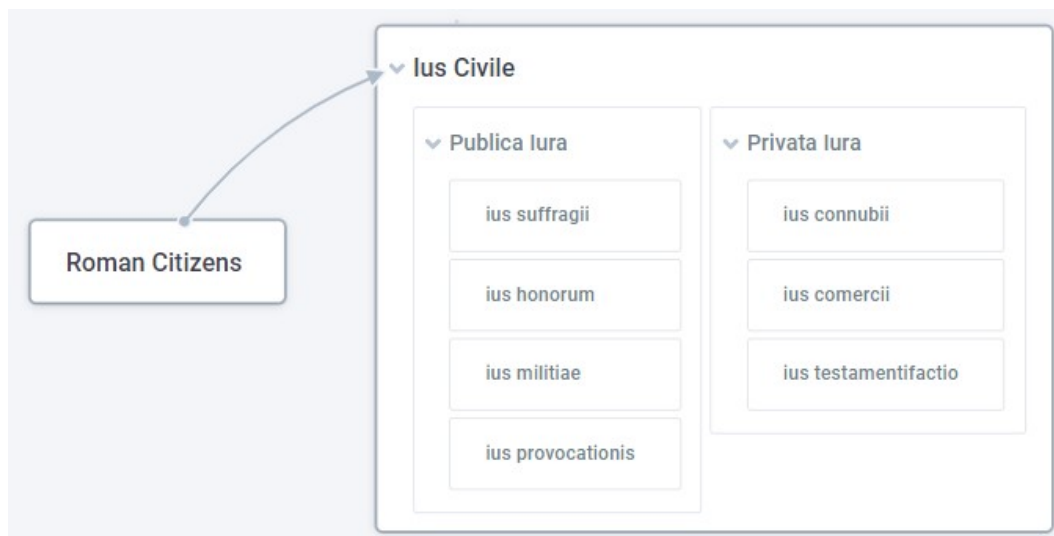 Ius Civile
Publica Iura
Privata Iura
ius suffragii
ius connubii
Roman Citizens
ius honorum
ius comercii
ius militiae
ius testamentifactio
ius provocationis